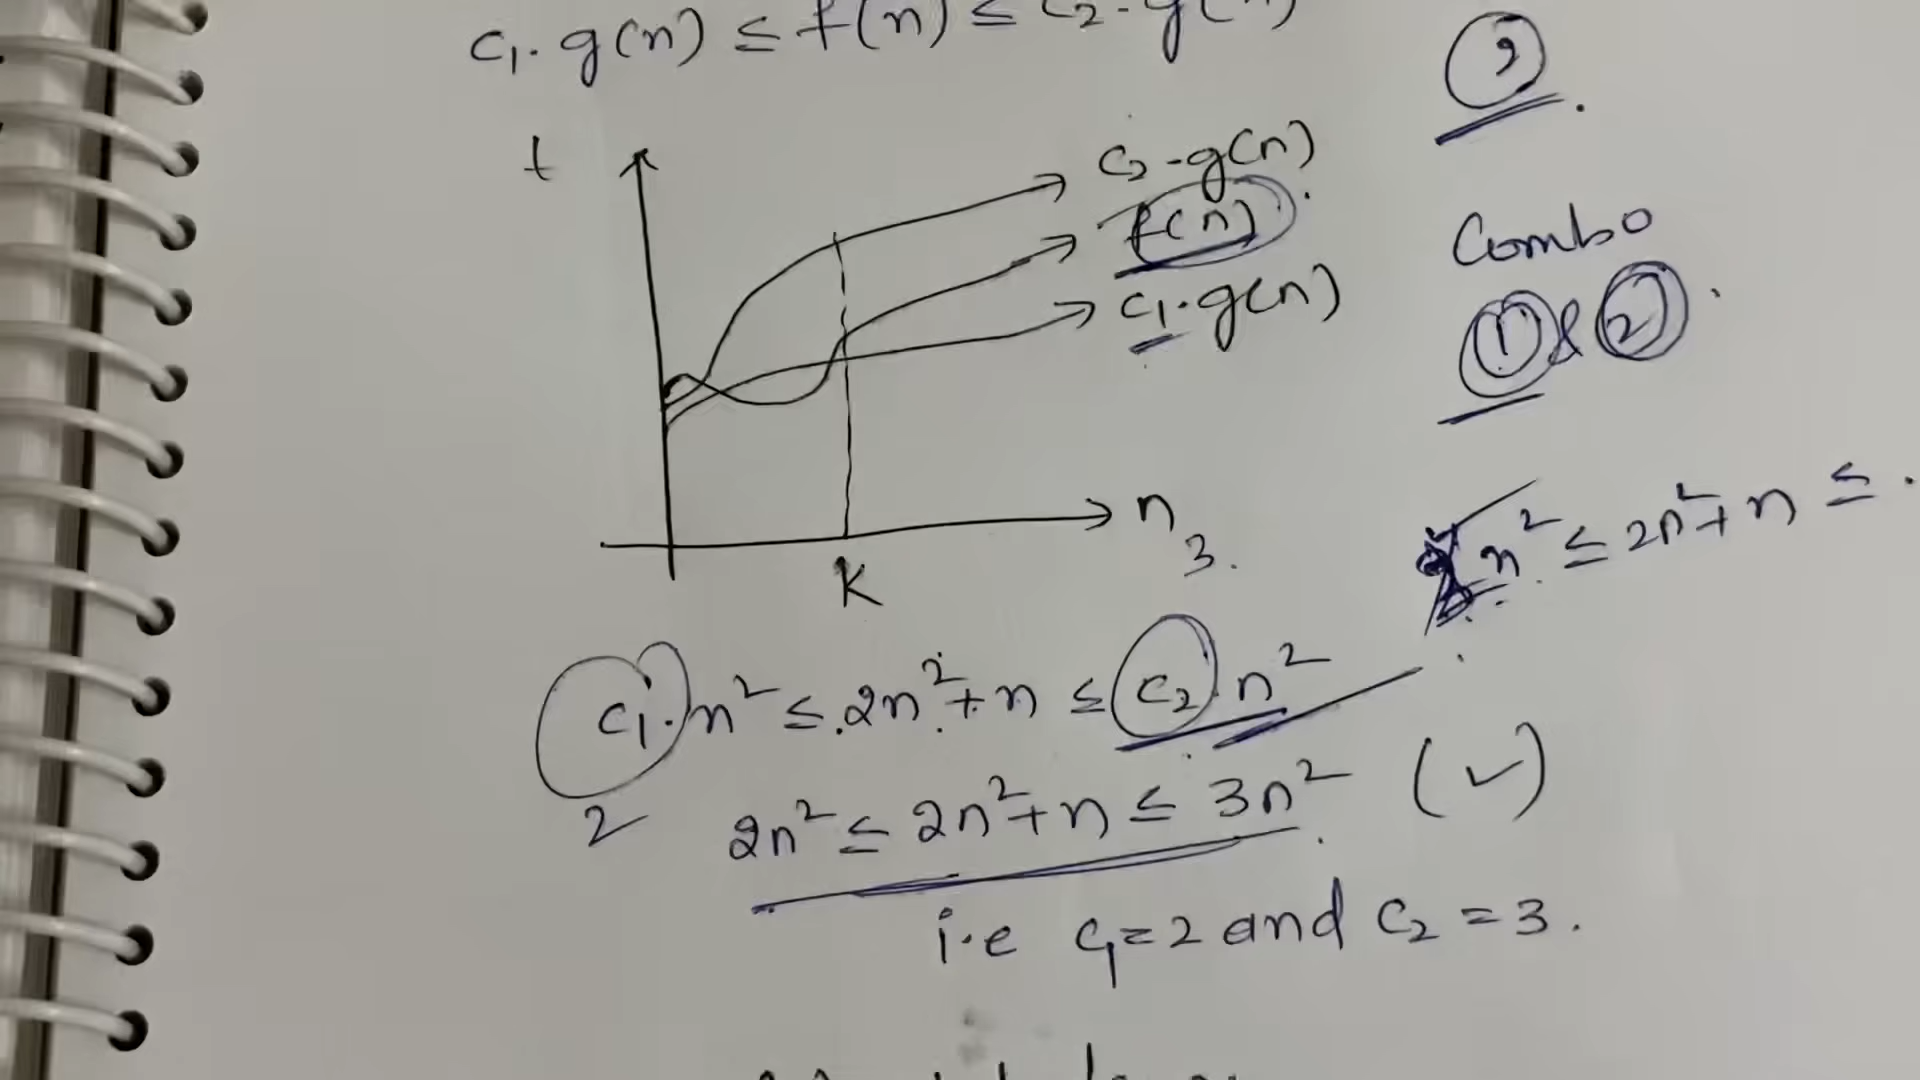 c₁. g(n) ≤ f(n) ≤ c₂. g(n)
t
c₂ - g(n)
f(n)
c₁. g(n)
Combo
① & ②
n
K
3.
n² ≤ 2n² + n ≤
c₁. n² ≤ 2n² + n ≤ c₂. n²
2
2n² ≤ 2n² + n ≤ 3n² (✓)
i.e c₁=2 and c₂ = 3.